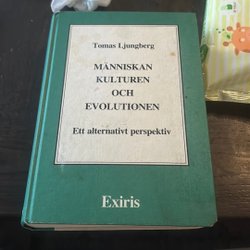 Tomas Ljungberg
MÄNNISKAN
KULTUREN
OCH
EVOLUTIONEN
Ett alternativt perspektiv
Exiris